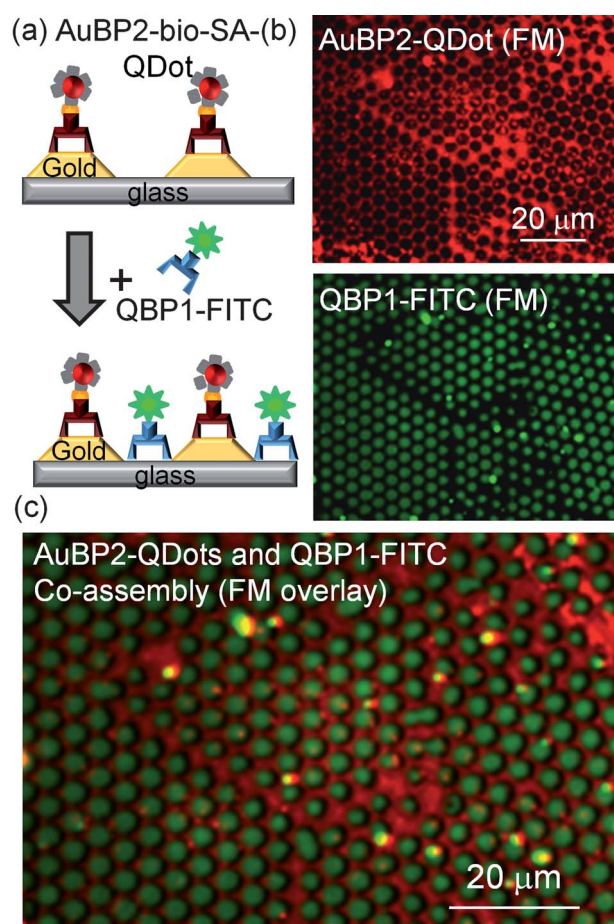 (a) AuBP2-bio-SA-
QDot
Gold
glass
+
QBP1-FITC
Gold
glass
(b)
AuBP2-QDot (FM)
20 μm
QBP1-FITC (FM)
(c)
AuBP2-QDots and QBP1-FITC
Co-assembly (FM overlay)
20 μm